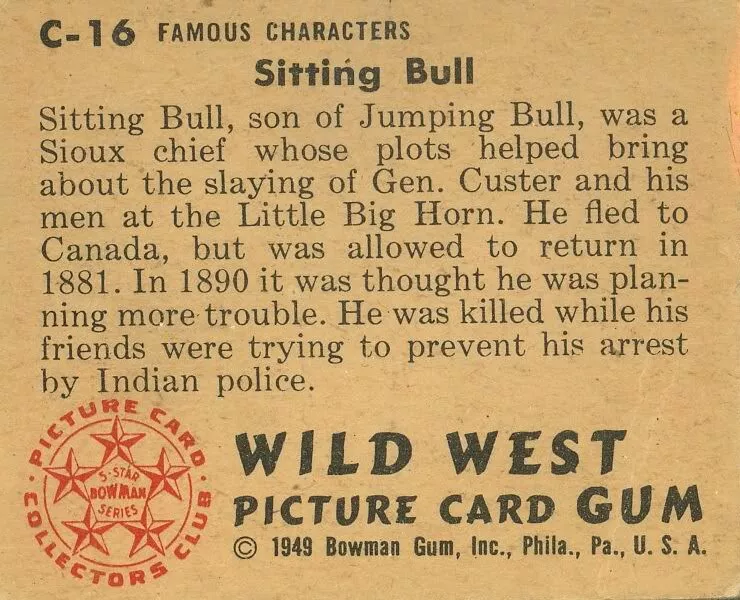 C-16 FAMOUS CHARACTERS
Sitting Bull
Sitting Bull, son of Jumping Bull, was a
Sioux chief whose plots helped bring
about the slaying of Gen. Custer and his
men at the Little Big Horn. He fled to
Canada, but was allowed to return in
1881. In 1890 it was thought he was plan-
ning more trouble. He was killed while his
friends were trying to prevent his arrest
by Indian police.
PICTURE CARD
COLLECTORS CLUB
5-STAR
BOWMAN
SERIES
WILD WEST
PICTURE CARD GUM
© 1949 Bowman Gum, Inc., Phila., Pa., U. S. A.